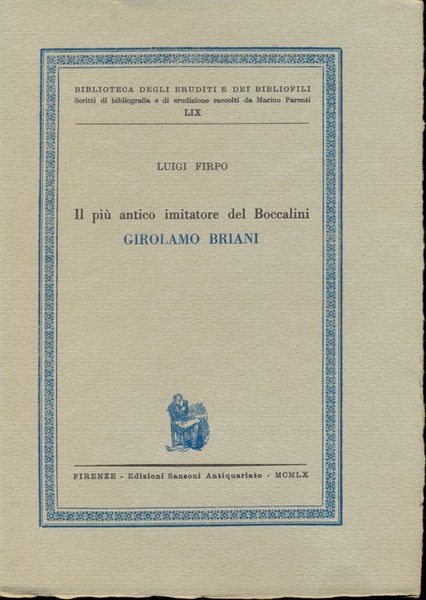 BIBLIOTECA DEGLI ERUDITI E DEI BIBLIOFILI
Scritti di bibliografia e di erudizione raccolti da Marino Parenti
LIX
LUIGI FIRPO
Il più antico imitatore del Boccalini
GIROLAMO BRIANI
FIRENZE - Edizioni Sansoni Antiquariato - MCMLX